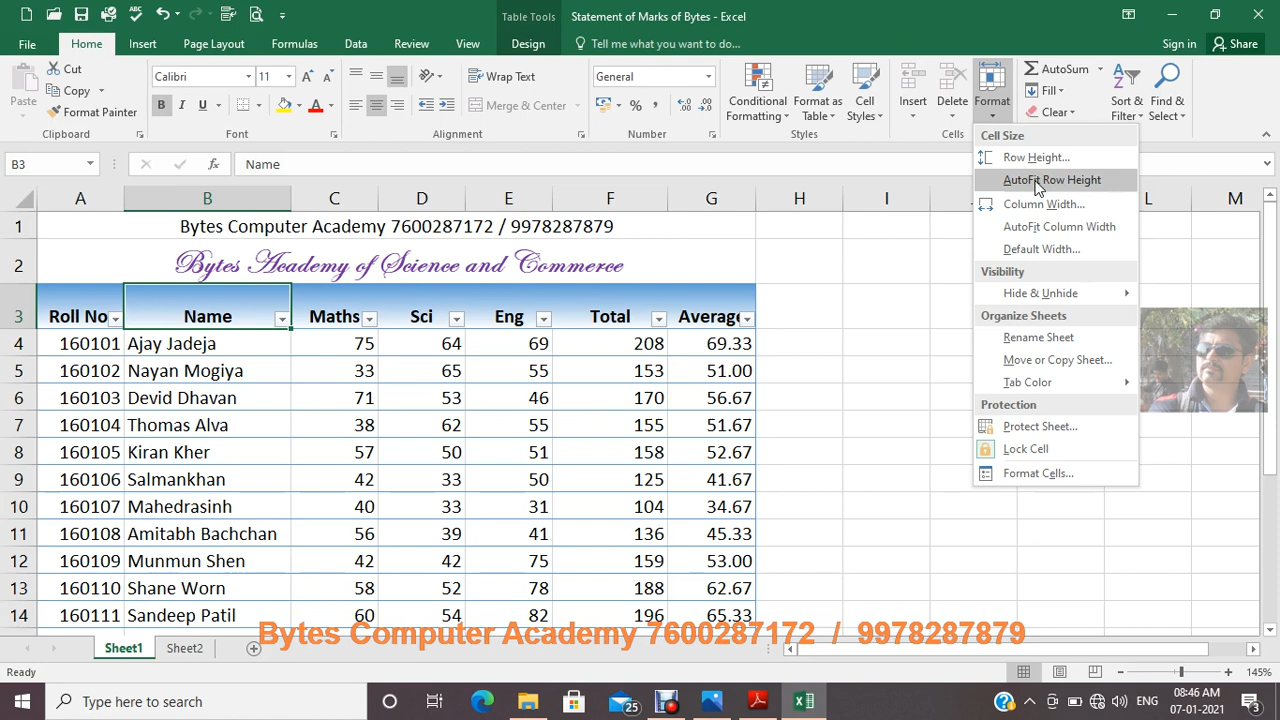 Table Tools
Statement of Marks of Bytes - Excel
File Home Insert Page Layout Formulas Data Review View Design Tell me what you want to do... Sign in Share
Paste
Cut
Copy
Format Painter
Clipboard
Calibri 11
B I U A
Font
Wrap Text
Merge & Center
Alignment
General
% ,
Number
Conditional Formatting
Format as Table
Cell Styles
Styles
Insert Delete Format
Cells
AutoSum
Fill
Clear
Sort & Filter
Find & Select
Cell Size
Row Height...
AutoFit Row Height
Column Width...
AutoFit Column Width
Default Width...
Visibility
Hide & Unhide
Organize Sheets
Rename Sheet
Move or Copy Sheet...
Tab Color
Protection
Protect Sheet...
Lock Cell
Format Cells...
B3 fx Name
A B C D E F G H I L M
1 Bytes Computer Academy 7600287172 / 9978287879
2 Bytes Academy of Science and Commerce
3 Roll No Name Maths Sci Eng Total Average
4 160101 Ajay Jadeja 75 64 69 208 69.33
5 160102 Nayan Mogiya 33 65 55 153 51.00
6 160103 Devid Dhavan 71 53 46 170 56.67
7 160104 Thomas Alva 38 62 55 155 51.67
8 160105 Kiran Kher 57 50 51 158 52.67
9 160106 Salmankhan 42 33 50 125 41.67
10 160107 Mahedrasinh 40 33 31 104 34.67
11 160108 Amitabh Bachchan 56 39 41 136 45.33
12 160109 Munmun Shen 42 42 75 159 53.00
13 160110 Shane Worn 58 52 78 188 62.67
14 160111 Sandeep Patil 60 54 82 196 65.33
Bytes Computer Academy 7600287172 / 9978287879
Sheet1 Sheet2
Ready 145%
Type here to search
25
ENG
08:46 AM
07-01-2021
3